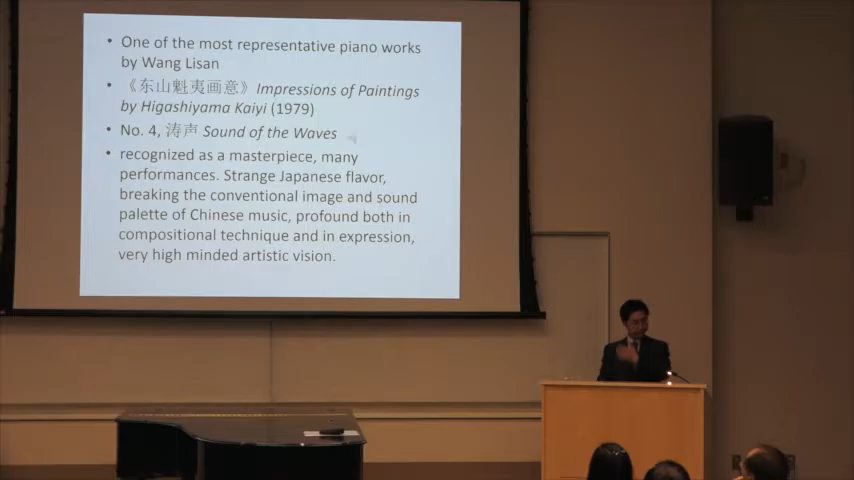 • One of the most representative piano works
by Wang Lisan
• 《东山魁夷画意》 Impressions of Paintings
by Higashiyama Kaiyi (1979)
• No. 4, 涛声 Sound of the Waves
• recognized as a masterpiece, many
performances. Strange Japanese flavor,
breaking the conventional image and sound
palette of Chinese music, profound both in
compositional technique and in expression,
very high minded artistic vision.